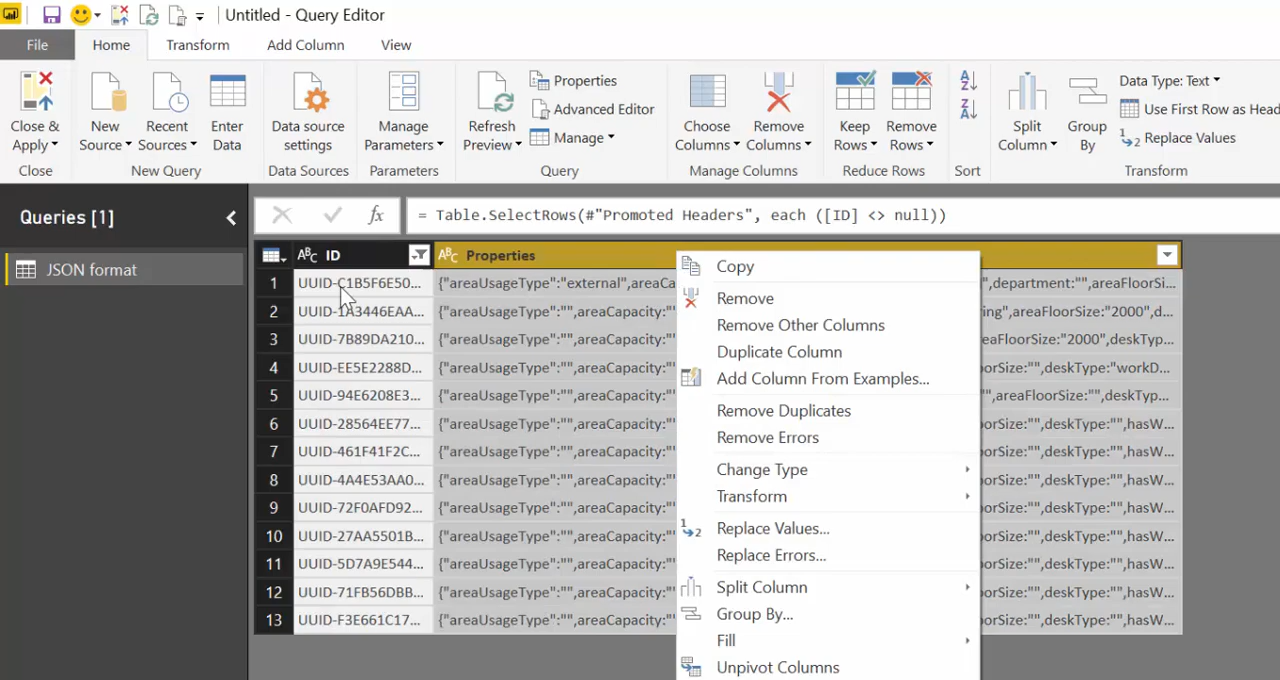 Untitled - Query Editor
File Home Transform Add Column View
Close & Apply
New Source
Recent Sources
Enter Data
Data source settings
Manage Parameters
Refresh Preview
Properties
Advanced Editor
Manage
Choose Columns
Remove Columns
Keep Rows
Remove Rows
A Z
Z A
Split Column
Group By
Data Type: Text
Use First Row as Heade
1 2 Replace Values
Close New Query Data Sources Parameters Query Manage Columns Reduce Rows Sort Transform
Queries [1]
fx = Table.SelectRows(#"Promoted Headers", each ([ID] <> null))
JSON format
ABC ID ABC Properties
1 UUID-C1B5F6E50... {"areaUsageType":"external",areaCa ",department:"",areaFloorSi...
2 UUID-1A3446EAA... {"areaUsageType":"",areaCapacity:"" ing",areaFloorSize:"2000",d...
3 UUID-7B89DA210... {"areaUsageType":"",areaCapacity:"" eaFloorSize:"2000",deskTyp...
4 UUID-EE5E2288D... {"areaUsageType":"",areaCapacity:"" orSize:"",deskType:"workD...
5 UUID-94E6208E3... {"areaUsageType":"",areaCapacity:"" ,areaFloorSize:"",deskTyp...
6 UUID-28564EE77... {"areaUsageType":"",areaCapacity:"" orSize:"",deskType:"",hasW...
7 UUID-461F41F2C... {"areaUsageType":"",areaCapacity:"" orSize:"",deskType:"",hasW...
8 UUID-4A4E53AA0... {"areaUsageType":"",areaCapacity:"" orSize:"",deskType:"",hasW...
9 UUID-72F0AFD92... {"areaUsageType":"",areaCapacity:"" orSize:"",deskType:"",hasW...
10 UUID-27AA5501B... {"areaUsageType":"",areaCapacity:"" orSize:"",deskType:"",hasW...
11 UUID-5D7A9E544... {"areaUsageType":"",areaCapacity:"" orSize:"",deskType:"",hasW...
12 UUID-71FB56DBB... {"areaUsageType":"",areaCapacity:"" orSize:"",deskType:"",hasW...
13 UUID-F3E661C17... {"areaUsageType":"",areaCapacity:"" orSize:"",deskType:"",hasW...
Copy
Remove
Remove Other Columns
Duplicate Column
Add Column From Examples...
Remove Duplicates
Remove Errors
Change Type
Transform
1 2 Replace Values...
Replace Errors...
Split Column
Group By...
Fill
Unpivot Columns